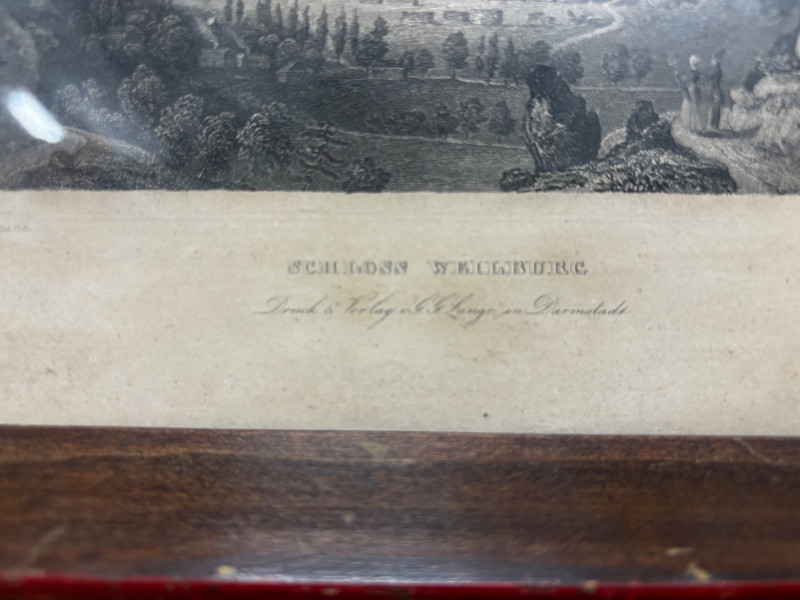 SCHLOSS WEILBURG
Druck & Verlag v. G. G. Lange, in Darmstadt